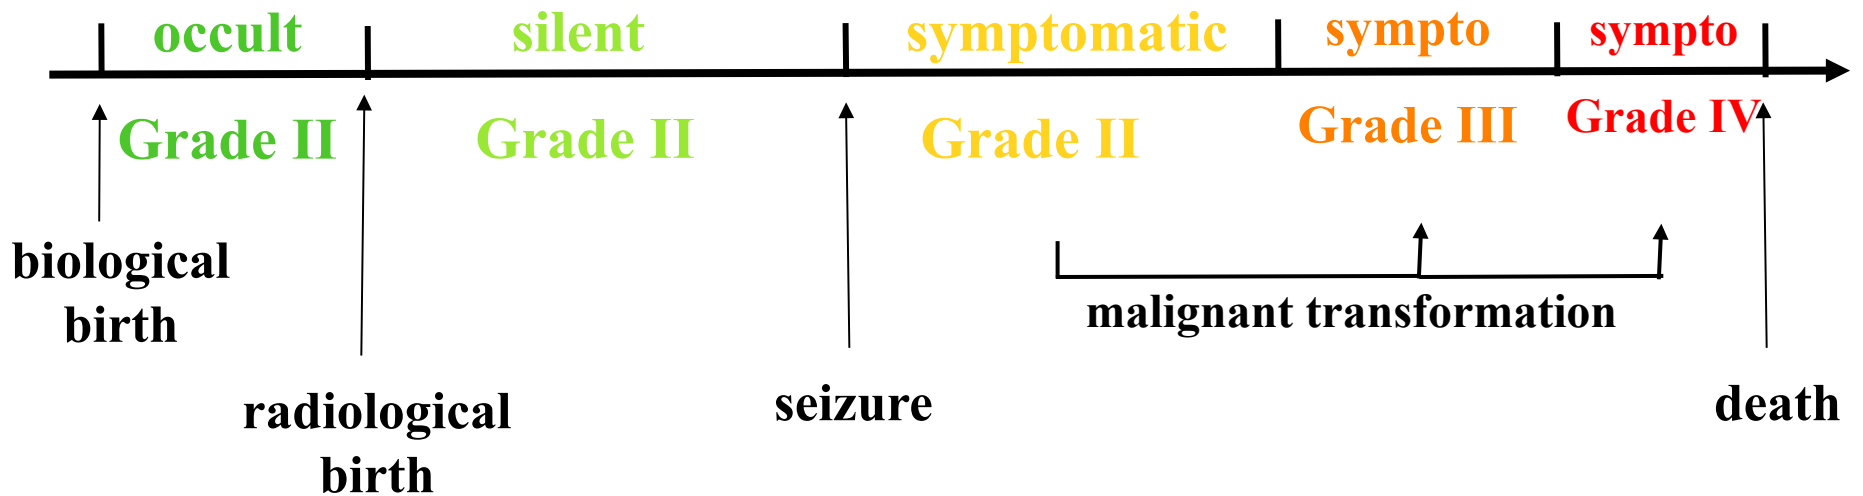 occult silent symptomatic sympto sympto
Grade II Grade II Grade II Grade III Grade IV
biological
birth
malignant transformation
radiological
birth
seizure
death